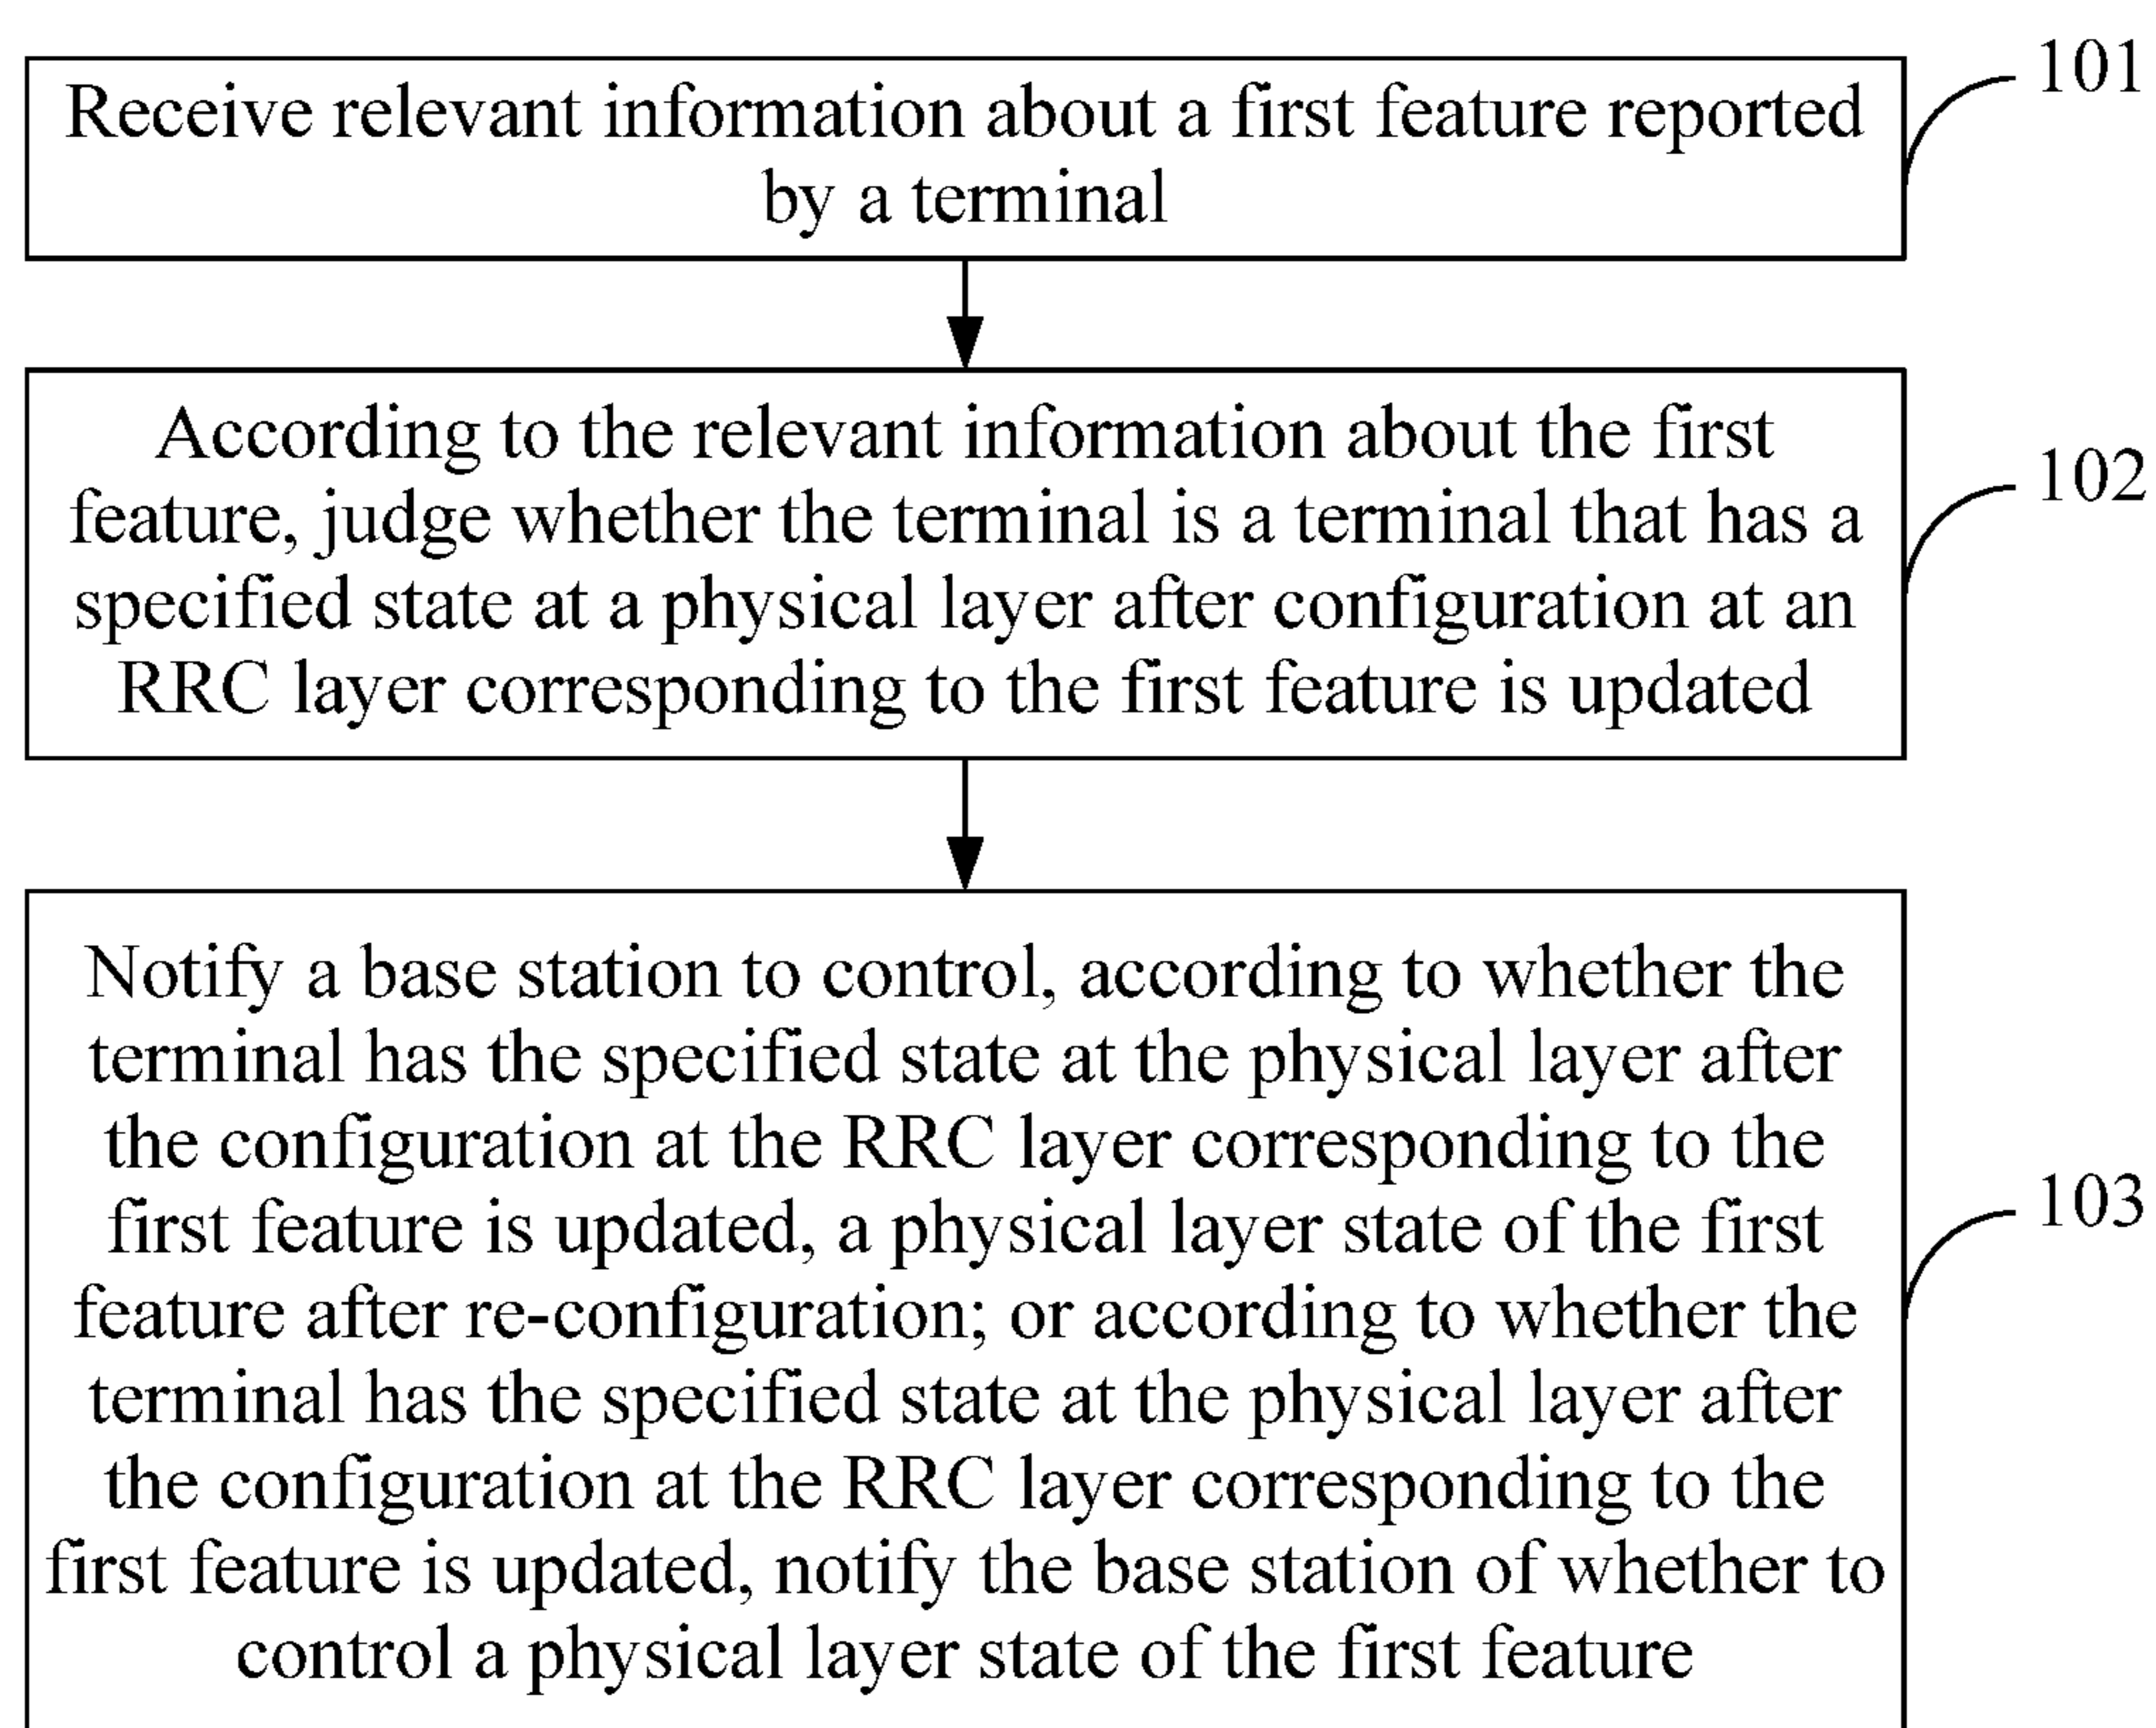 Receive relevant information about a first feature reported
by a terminal
101
According to the relevant information about the first
feature, judge whether the terminal is a terminal that has a
specified state at a physical layer after configuration at an
RRC layer corresponding to the first feature is updated
102
Notify a base station to control, according to whether the
terminal has the specified state at the physical layer after
the configuration at the RRC layer corresponding to the
first feature is updated, a physical layer state of the first
feature after re-configuration; or according to whether the
terminal has the specified state at the physical layer after
the configuration at the RRC layer corresponding to the
first feature is updated, notify the base station of whether to
control a physical layer state of the first feature
103